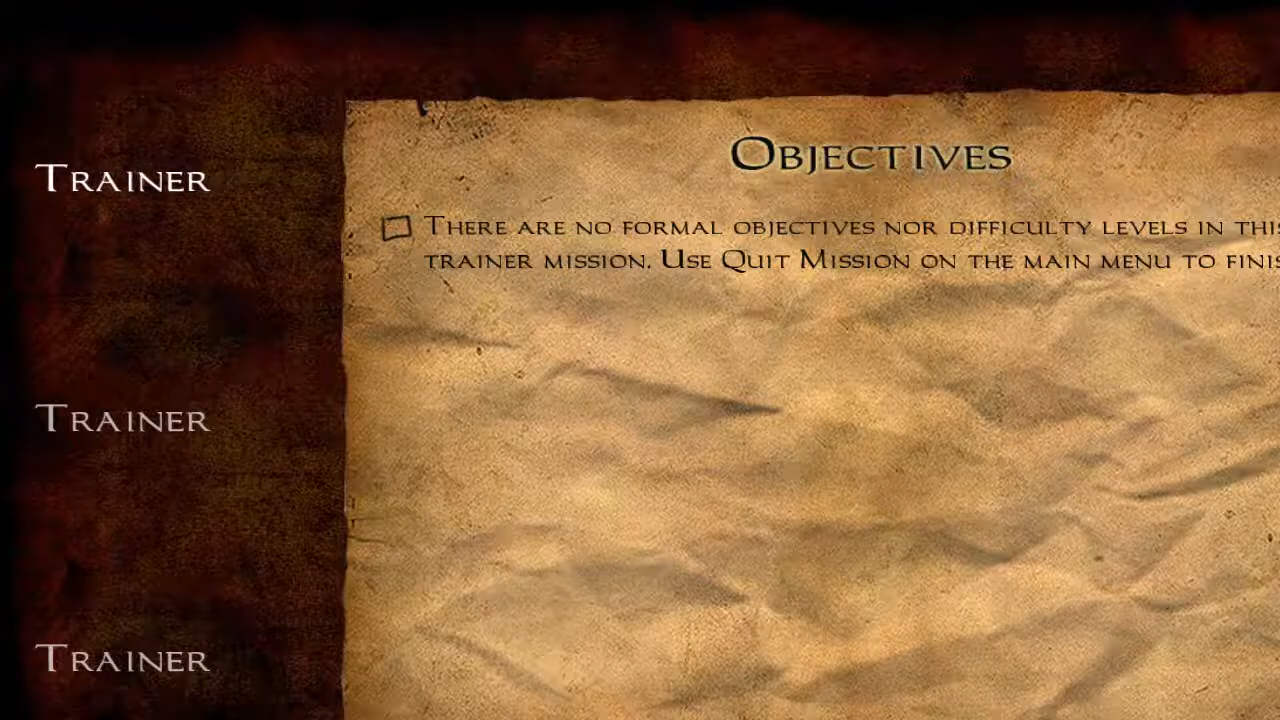 Objectives
Trainer
There are no formal objectives nor difficulty levels in this
trainer mission. Use Quit Mission on the main menu to
Trainer
Trainer